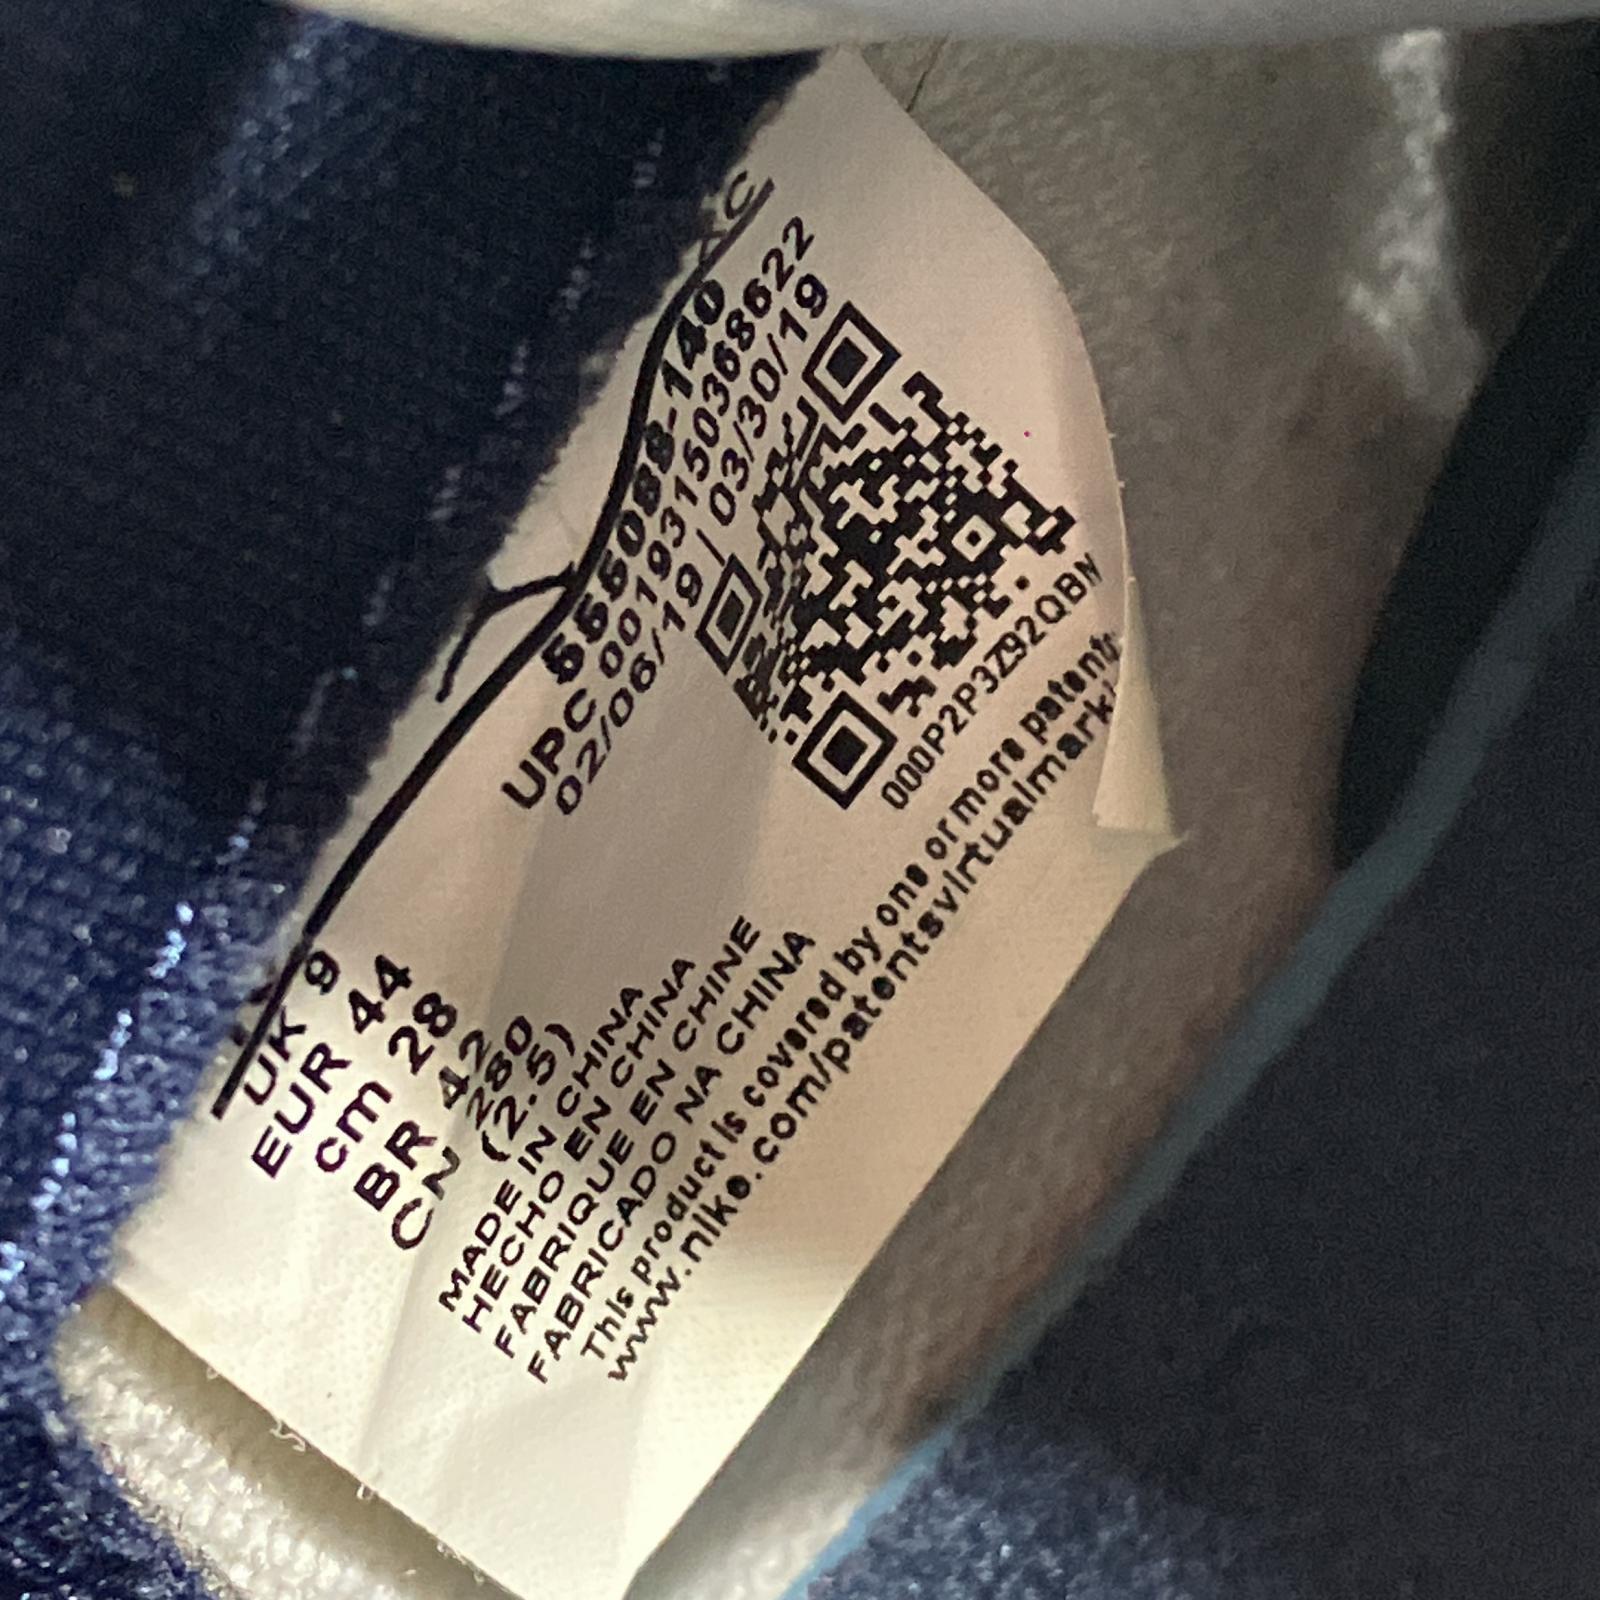 UK 9
EUR 44
cm 28
BR 42
CN 280
(2.5)
555088-140
UPC 00193150368622
02/06/19 / 03/30/19
000P2P3Z92QBN
MADE IN CHINA
HECHO EN CHINA
FABRIQUE EN CHINE
FABRICADO NA CHINA
This product is covered by one or more patents
www.nike.com/patentsvirtualmark